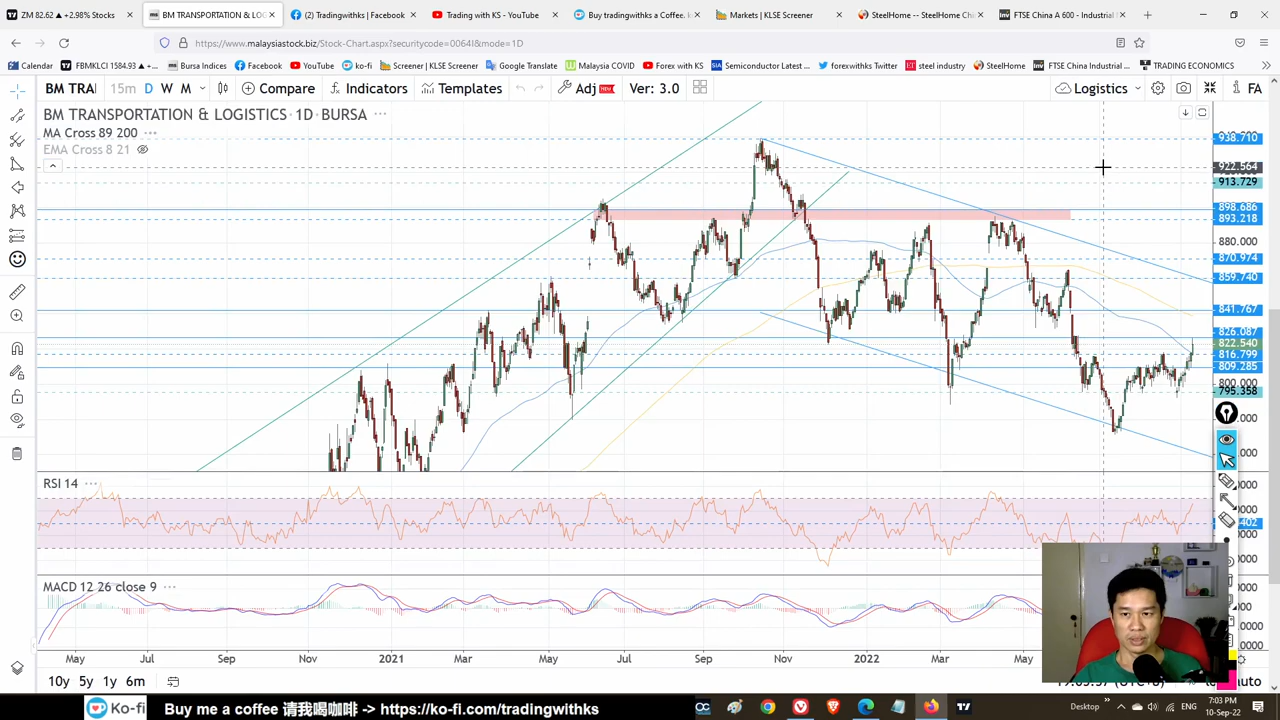 ZM 82.62 ▲ +2.98% Stocks
BM TRANSPORTATION & LOG
(2) Tradingwithks | Facebook
Trading with KS - YouTube
Buy tradingwithks a Coffee.
Markets | KLSE Screener
SteelHome -- SteelHome Ch
FTSE China A 600 - Industrial
https://www.malaysiastock.biz/Stock-Chart.aspx?securitycode=0064I&mode=1D
Calendar
FBMKLCI 1584.93 ▲ +...
Bursa Indices
Facebook
YouTube
ko-fi
Screener | KLSE Screener
Google Translate
Malaysia COVID
Forex with KS
Semiconductor Latest ...
twitter forexwithks
steel industry
SteelHome
FTSE China Industrial ...
TRADING ECONOMICS
BM TRAI
15m
D
W
M
Compare
Indicators
Templates
Adj
Ver: 3.0
Logistics
FA
BM TRANSPORTATION & LOGISTICS · 1D · BURSA
MA Cross 89 200
EMA Cross 8 21
938.710
922.564
913.729
898.686
893.218
880.000
870.974
859.740
841.767
826.087
822.540
816.799
809.285
800.000
795.358
RSI 14
MACD 12 26 close 9
May
Jul
Sep
Nov
2021
Mar
May
Jul
Sep
Nov
2022
Mar
May
10y
5y
1y
6m
auto
Ko-fi
Buy me a coffee 请我喝咖啡 -> https://ko-fi.com/tradingwithks
Desktop
ENG
7:03 PM
10-Sep-22